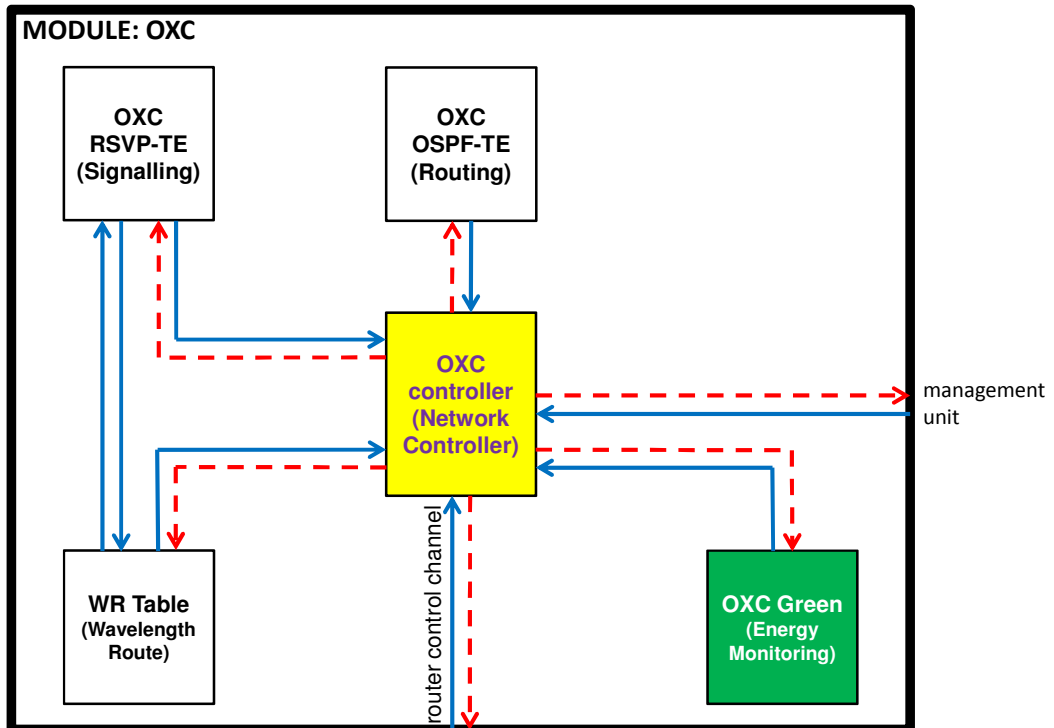 MODULE: OXC
OXC
RSVP-TE
(Signalling)
OXC
OSPF-TE
(Routing)
OXC
controller
(Network
Controller)
management
unit
router control channel
WR Table
(Wavelength
Route)
OXC Green
(Energy
Monitoring)